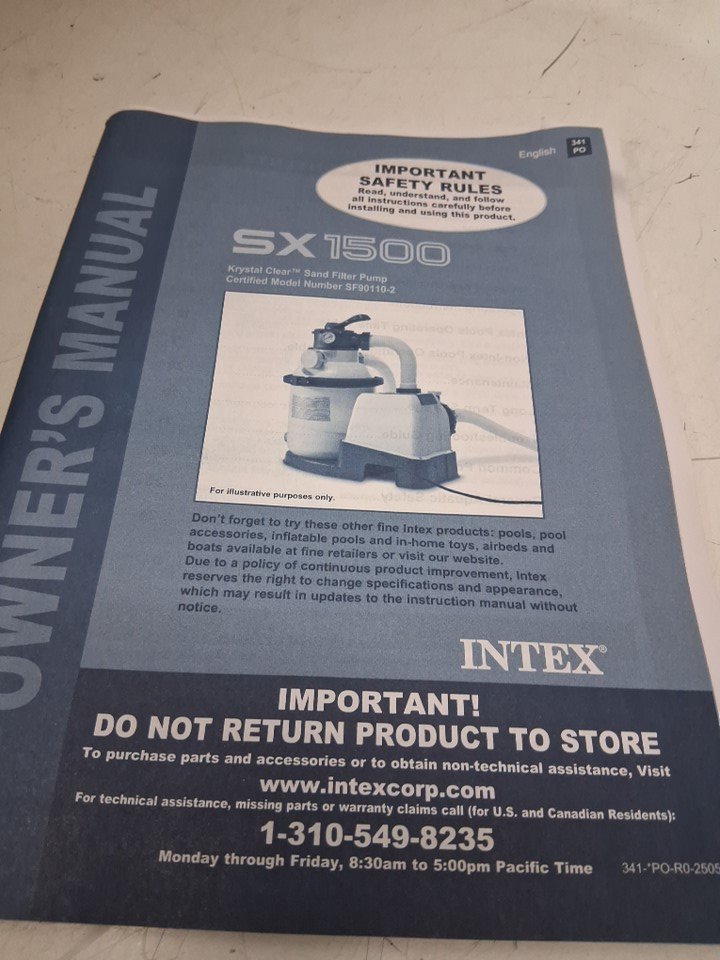 OWNER'S MANUAL
English
341
PO
IMPORTANT
SAFETY RULES
Read, understand, and follow
all instructions carefully before
installing and using this product.
SX1500
Krystal Clear™ Sand Filter Pump
Certified Model Number SF90110-2
For illustrative purposes only.
Don't forget to try these other fine Intex products: pools, pool
accessories, inflatable pools and in-home toys, airbeds and
boats available at fine retailers or visit our website.
Due to a policy of continuous product improvement, Intex
reserves the right to change specifications and appearance,
which may result in updates to the instruction manual without
notice.
INTEX®
IMPORTANT!
DO NOT RETURN PRODUCT TO STORE
To purchase parts and accessories or to obtain non-technical assistance, Visit
www.intexcorp.com
For technical assistance, missing parts or warranty claims call (for U.S. and Canadian Residents):
1-310-549-8235
Monday through Friday, 8:30am to 5:00pm Pacific Time
341-*PO-R0-2505